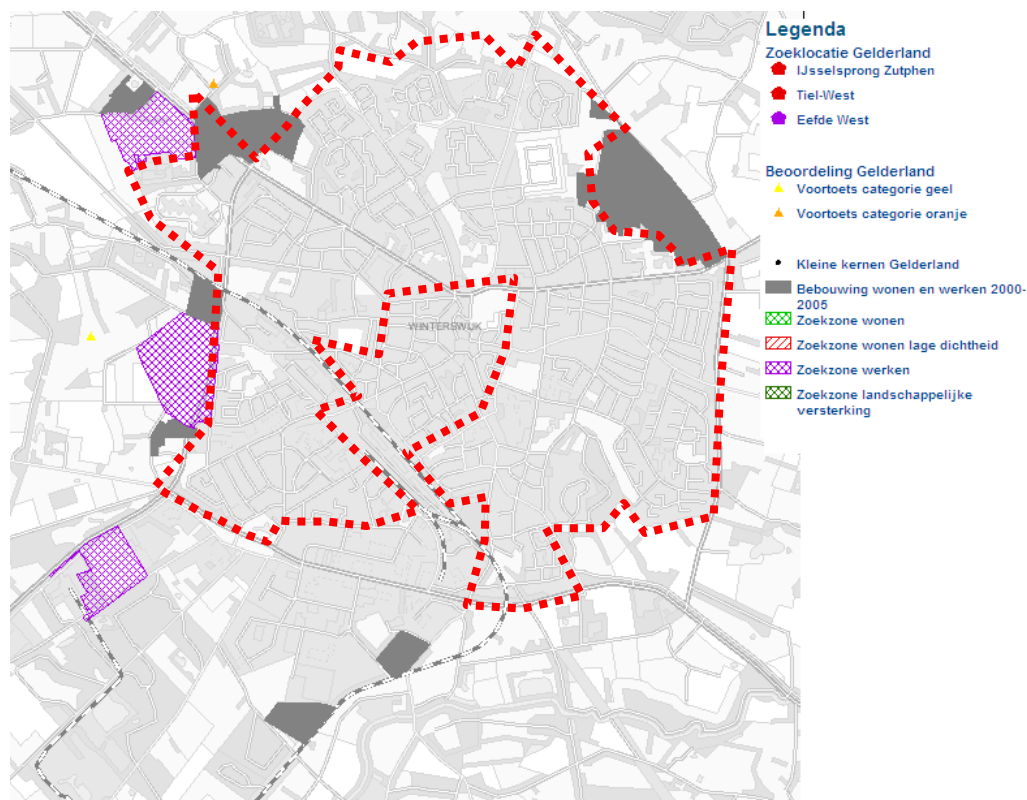 Legenda
Zoeklocatie Gelderland
IJsselsprong Zutphen
Tiel-West
Eefde West
Beoordeling Gelderland
Voortoets categorie geel
Voortoets categorie oranje
Kleine kernen Gelderland
Bebouwing wonen en werken 2000-
2005
Zoekzone wonen
Zoekzone wonen lage dichtheid
Zoekzone werken
Zoekzone landschappelijke
versterking
WINTERSWIJK